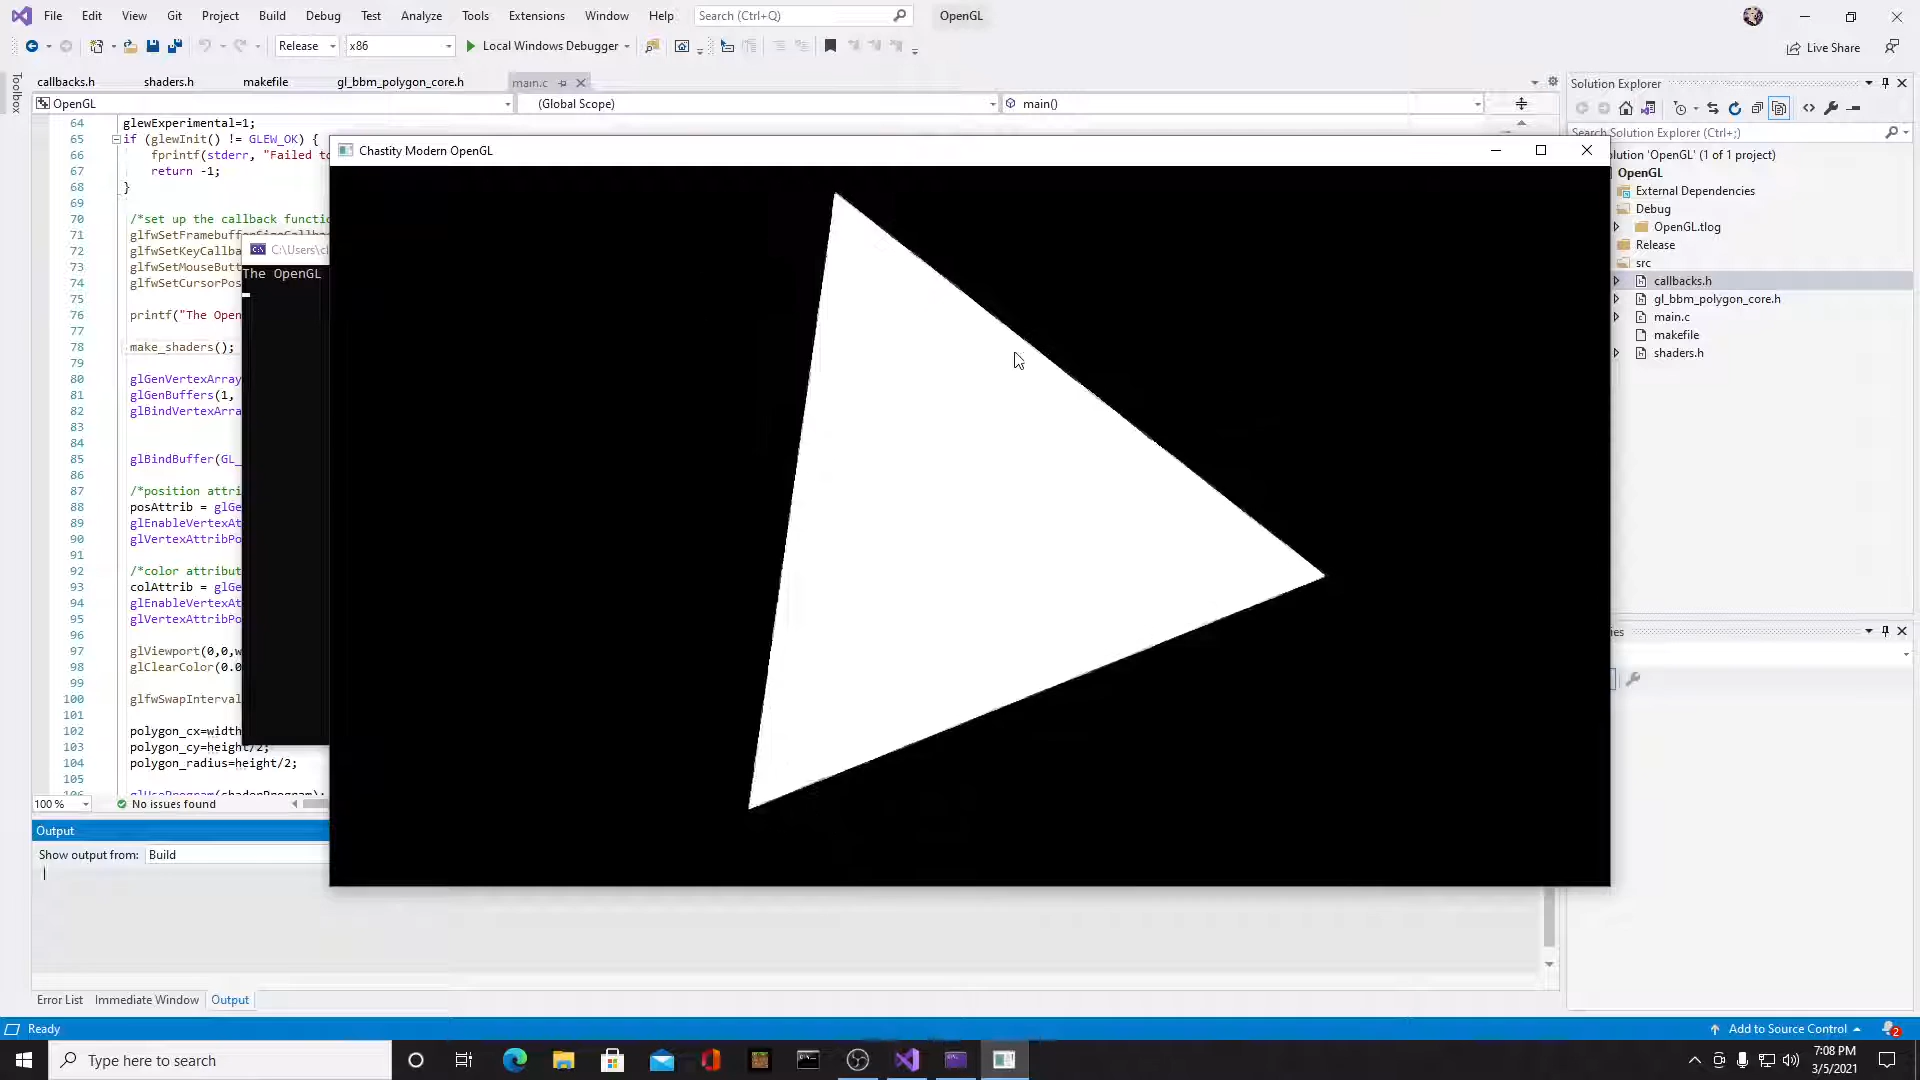 File Edit View Git Project Build Debug Test Analyze Tools Extensions Window Help Search (Ctrl+Q) OpenGL
Release x86 Local Windows Debugger Live Share
callbacks.h shaders.h makefile gl_bbm_polygon_core.h main.c
OpenGL (Global Scope) main()
64 glewExperimental=1;
65 if (glewInit() != GLEW_OK) {
66 fprintf(stderr, "Failed to
67 return -1;
68 }
69
70 /*set up the callback functio
71
72 glfwSetKeyCallba
73 glfwSetMouseButt
74 glfwSetCursorPos
75
76 printf("The Open
77
78 make_shaders();
79
80 glGenVertexArray
81 glGenBuffers(1,
82 glBindVertexArra
83
84
85 glBindBuffer(GL_
86
87 /*position attri
88 posAttrib = glGe
89 glEnableVertexAt
90 glVertexAttribPo
91
92 /*color attribut
93 colAttrib = glGe
94 glEnableVertexAt
95 glVertexAttribPo
96
97 glViewport(0,0,w
98 glClearColor(0.0
99
100 glfwSwapInterval
101
102 polygon_cx=width
103 polygon_cy=height/2;
104 polygon_radius=height/2;
105
C:\Users\cl
The OpenGL
Chastity Modern OpenGL
100 % No issues found
Output
Show output from: Build
Error List Immediate Window Output
Toolbox
Solution Explorer
Search Solution Explorer (Ctrl+;)
olution 'OpenGL' (1 of 1 project)
OpenGL
External Dependencies
Debug
OpenGL.tlog
Release
src
callbacks.h
gl_bbm_polygon_core.h
main.c
makefile
shaders.h
ies
Ready Add to Source Control 2
Type here to search
7:08 PM
3/5/2021